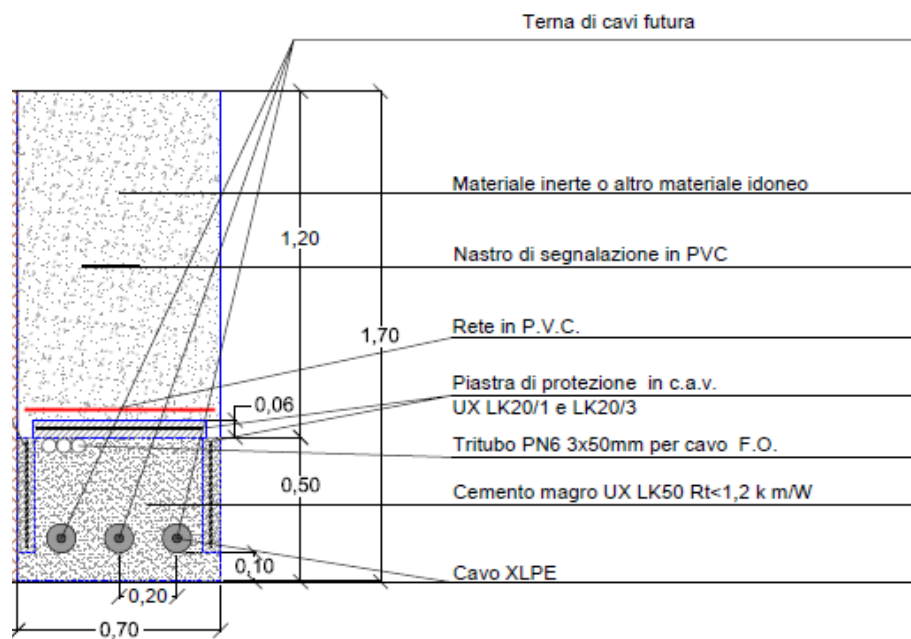 Terna di cavi futura
Materiale inerte o altro materiale idoneo
1,20
Nastro di segnalazione in PVC
Rete in P.V.C.
1,70
Piastra di protezione in c.a.v.
0,06
UX LK20/1 e LK20/3
Tritubo PN6 3x50mm per cavo F.O.
0,50
Cemento magro UX LK50 Rt<1,2 k m/W
0,10
Cavo XLPE
0,20
0,70